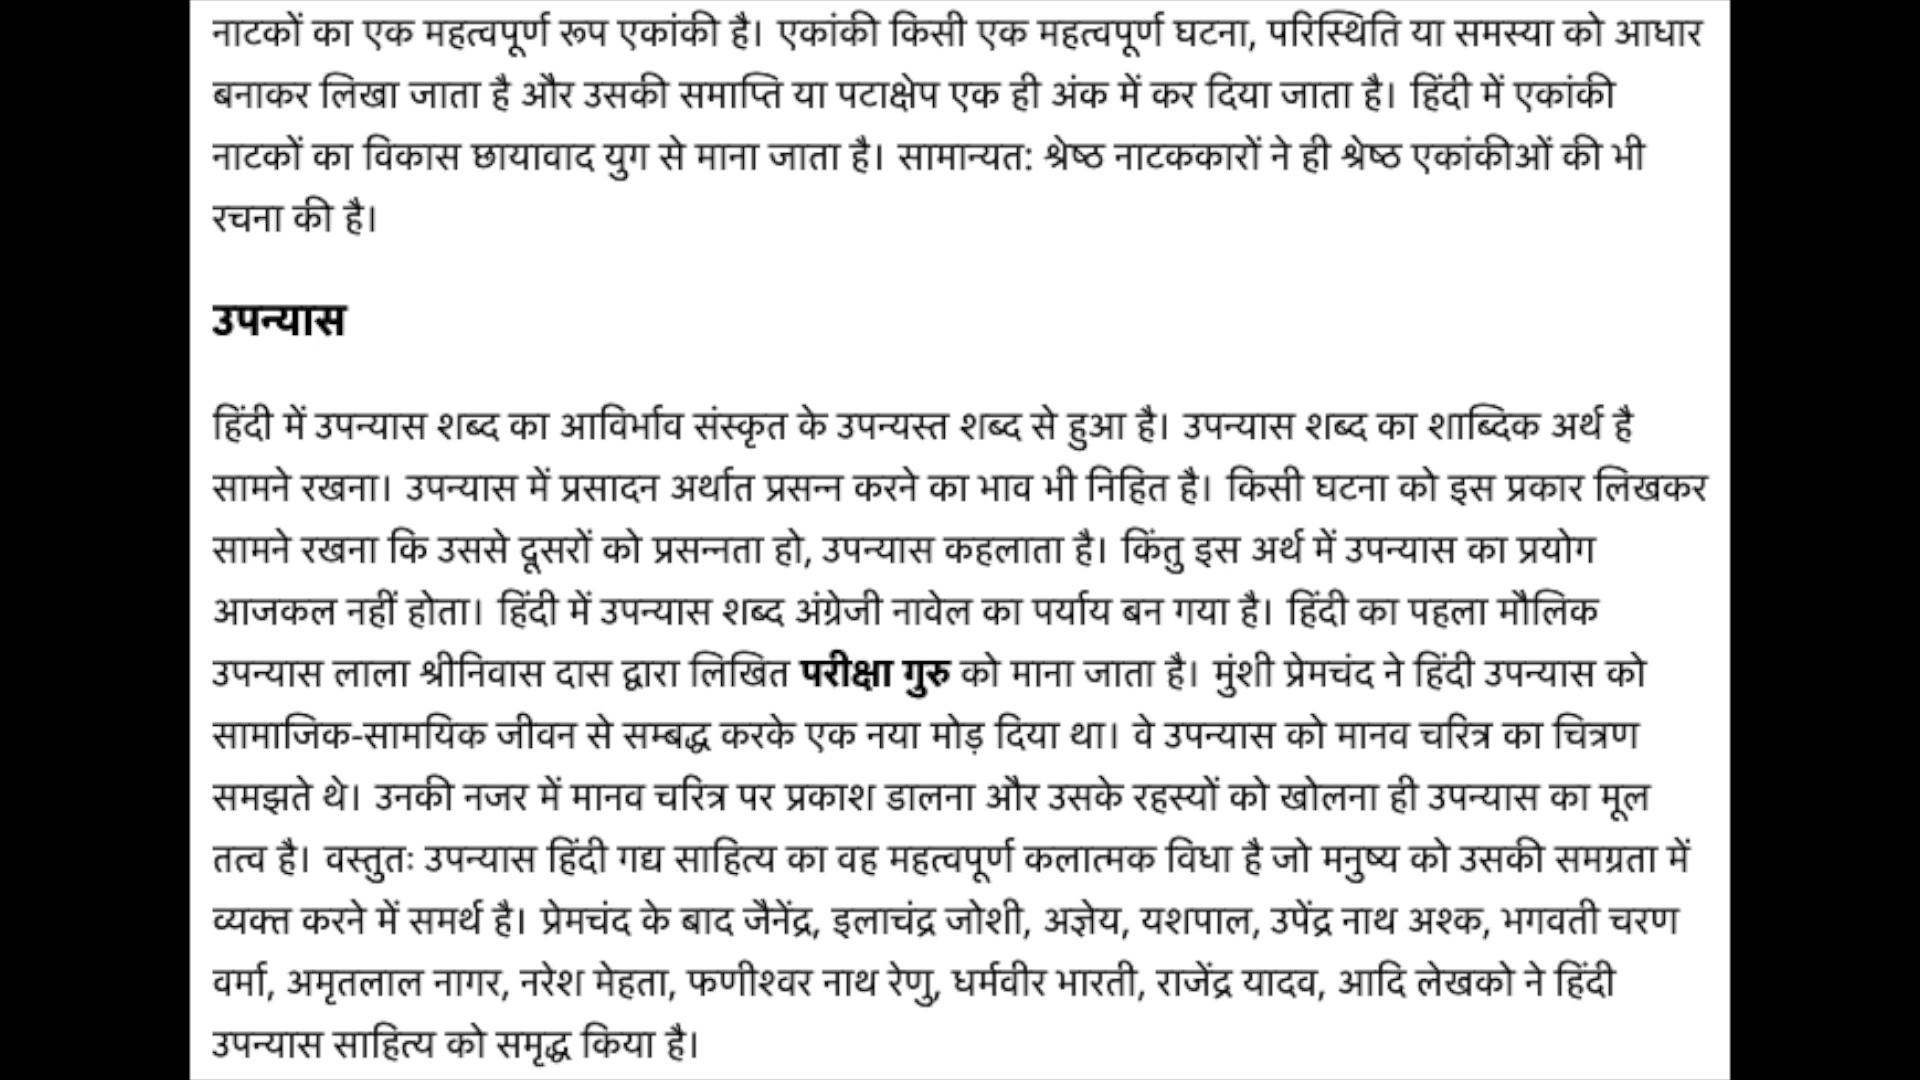 नाटकों का एक महत्वपूर्ण रूप एकांकी है। एकांकी किसी एक महत्वपूर्ण घटना, परिस्थिति या समस्या को आधार
बनाकर लिखा जाता है और उसकी समाप्ति या पटाक्षेप एक ही अंक में कर दिया जाता है। हिंदी में एकांकी
नाटकों का विकास छायावाद युग से माना जाता है। सामान्यत: श्रेष्ठ नाटककारों ने ही श्रेष्ठ एकांकीओं की भी
रचना की है।
उपन्यास
हिंदी में उपन्यास शब्द का आविर्भाव संस्कृत के उपन्यस्त शब्द से हुआ है। उपन्यास शब्द का शाब्दिक अर्थ है
सामने रखना। उपन्यास में प्रसादन अर्थात प्रसन्न करने का भाव भी निहित है। किसी घटना को इस प्रकार लिखकर
सामने रखना कि उससे दूसरों को प्रसन्नता हो, उपन्यास कहलाता है। किंतु इस अर्थ में उपन्यास का प्रयोग
आजकल नहीं होता। हिंदी में उपन्यास शब्द अंग्रेजी नावेल का पर्याय बन गया है। हिंदी का पहला मौलिक
उपन्यास लाला श्रीनिवास दास द्वारा लिखित परीक्षा गुरु को माना जाता है। मुंशी प्रेमचंद ने हिंदी उपन्यास को
सामाजिक-सामयिक जीवन से सम्बद्ध करके एक नया मोड़ दिया था। वे उपन्यास को मानव चरित्र का चित्रण
समझते थे। उनकी नजर में मानव चरित्र पर प्रकाश डालना और उसके रहस्यों को खोलना ही उपन्यास का मूल
तत्व है। वस्तुतः उपन्यास हिंदी गद्य साहित्य का वह महत्वपूर्ण कलात्मक विधा है जो मनुष्य को उसकी समग्रता में
व्यक्त करने में समर्थ है। प्रेमचंद के बाद जैनेंद्र, इलाचंद्र जोशी, अज्ञेय, यशपाल, उपेंद्र नाथ अश्क, भगवती चरण
वर्मा, अमृतलाल नागर, नरेश मेहता, फणीश्वर नाथ रेणु, धर्मवीर भारती, राजेंद्र यादव, आदि लेखको ने हिंदी
उपन्यास साहित्य को समृद्ध किया है।